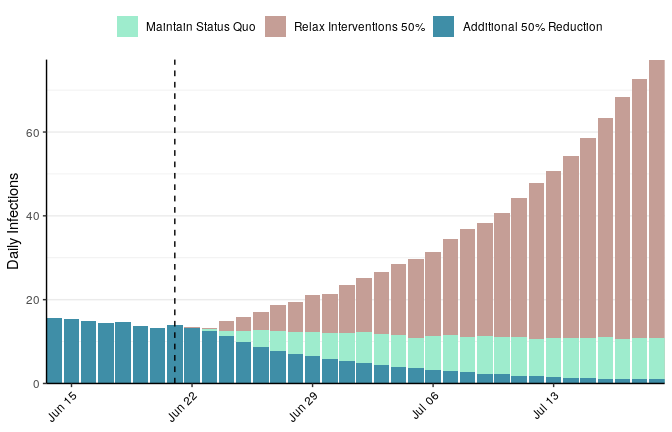 Maintain Status Quo Relax Interventions 50% Additional 50% Reduction
Daily Infections
60
40
20
0
Jun 15
Jun 22
Jun 29
Jul 06
Jul 13